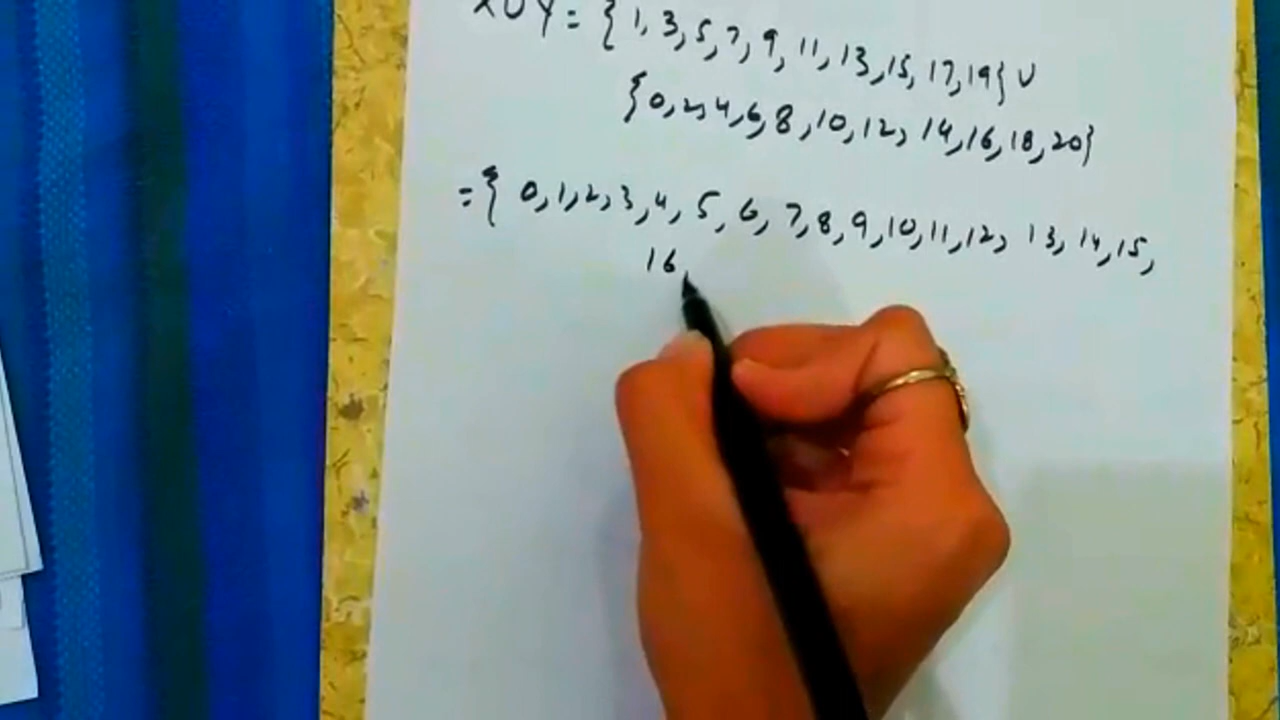 X∪Y = {1, 3, 5, 7, 9, 11, 13, 15, 17, 19} ∪
{0, 2, 4, 6, 8, 10, 12, 14, 16, 18, 20}
= { 0, 1, 2, 3, 4, 5, 6, 7, 8, 9, 10, 11, 12, 13, 14, 15,
16